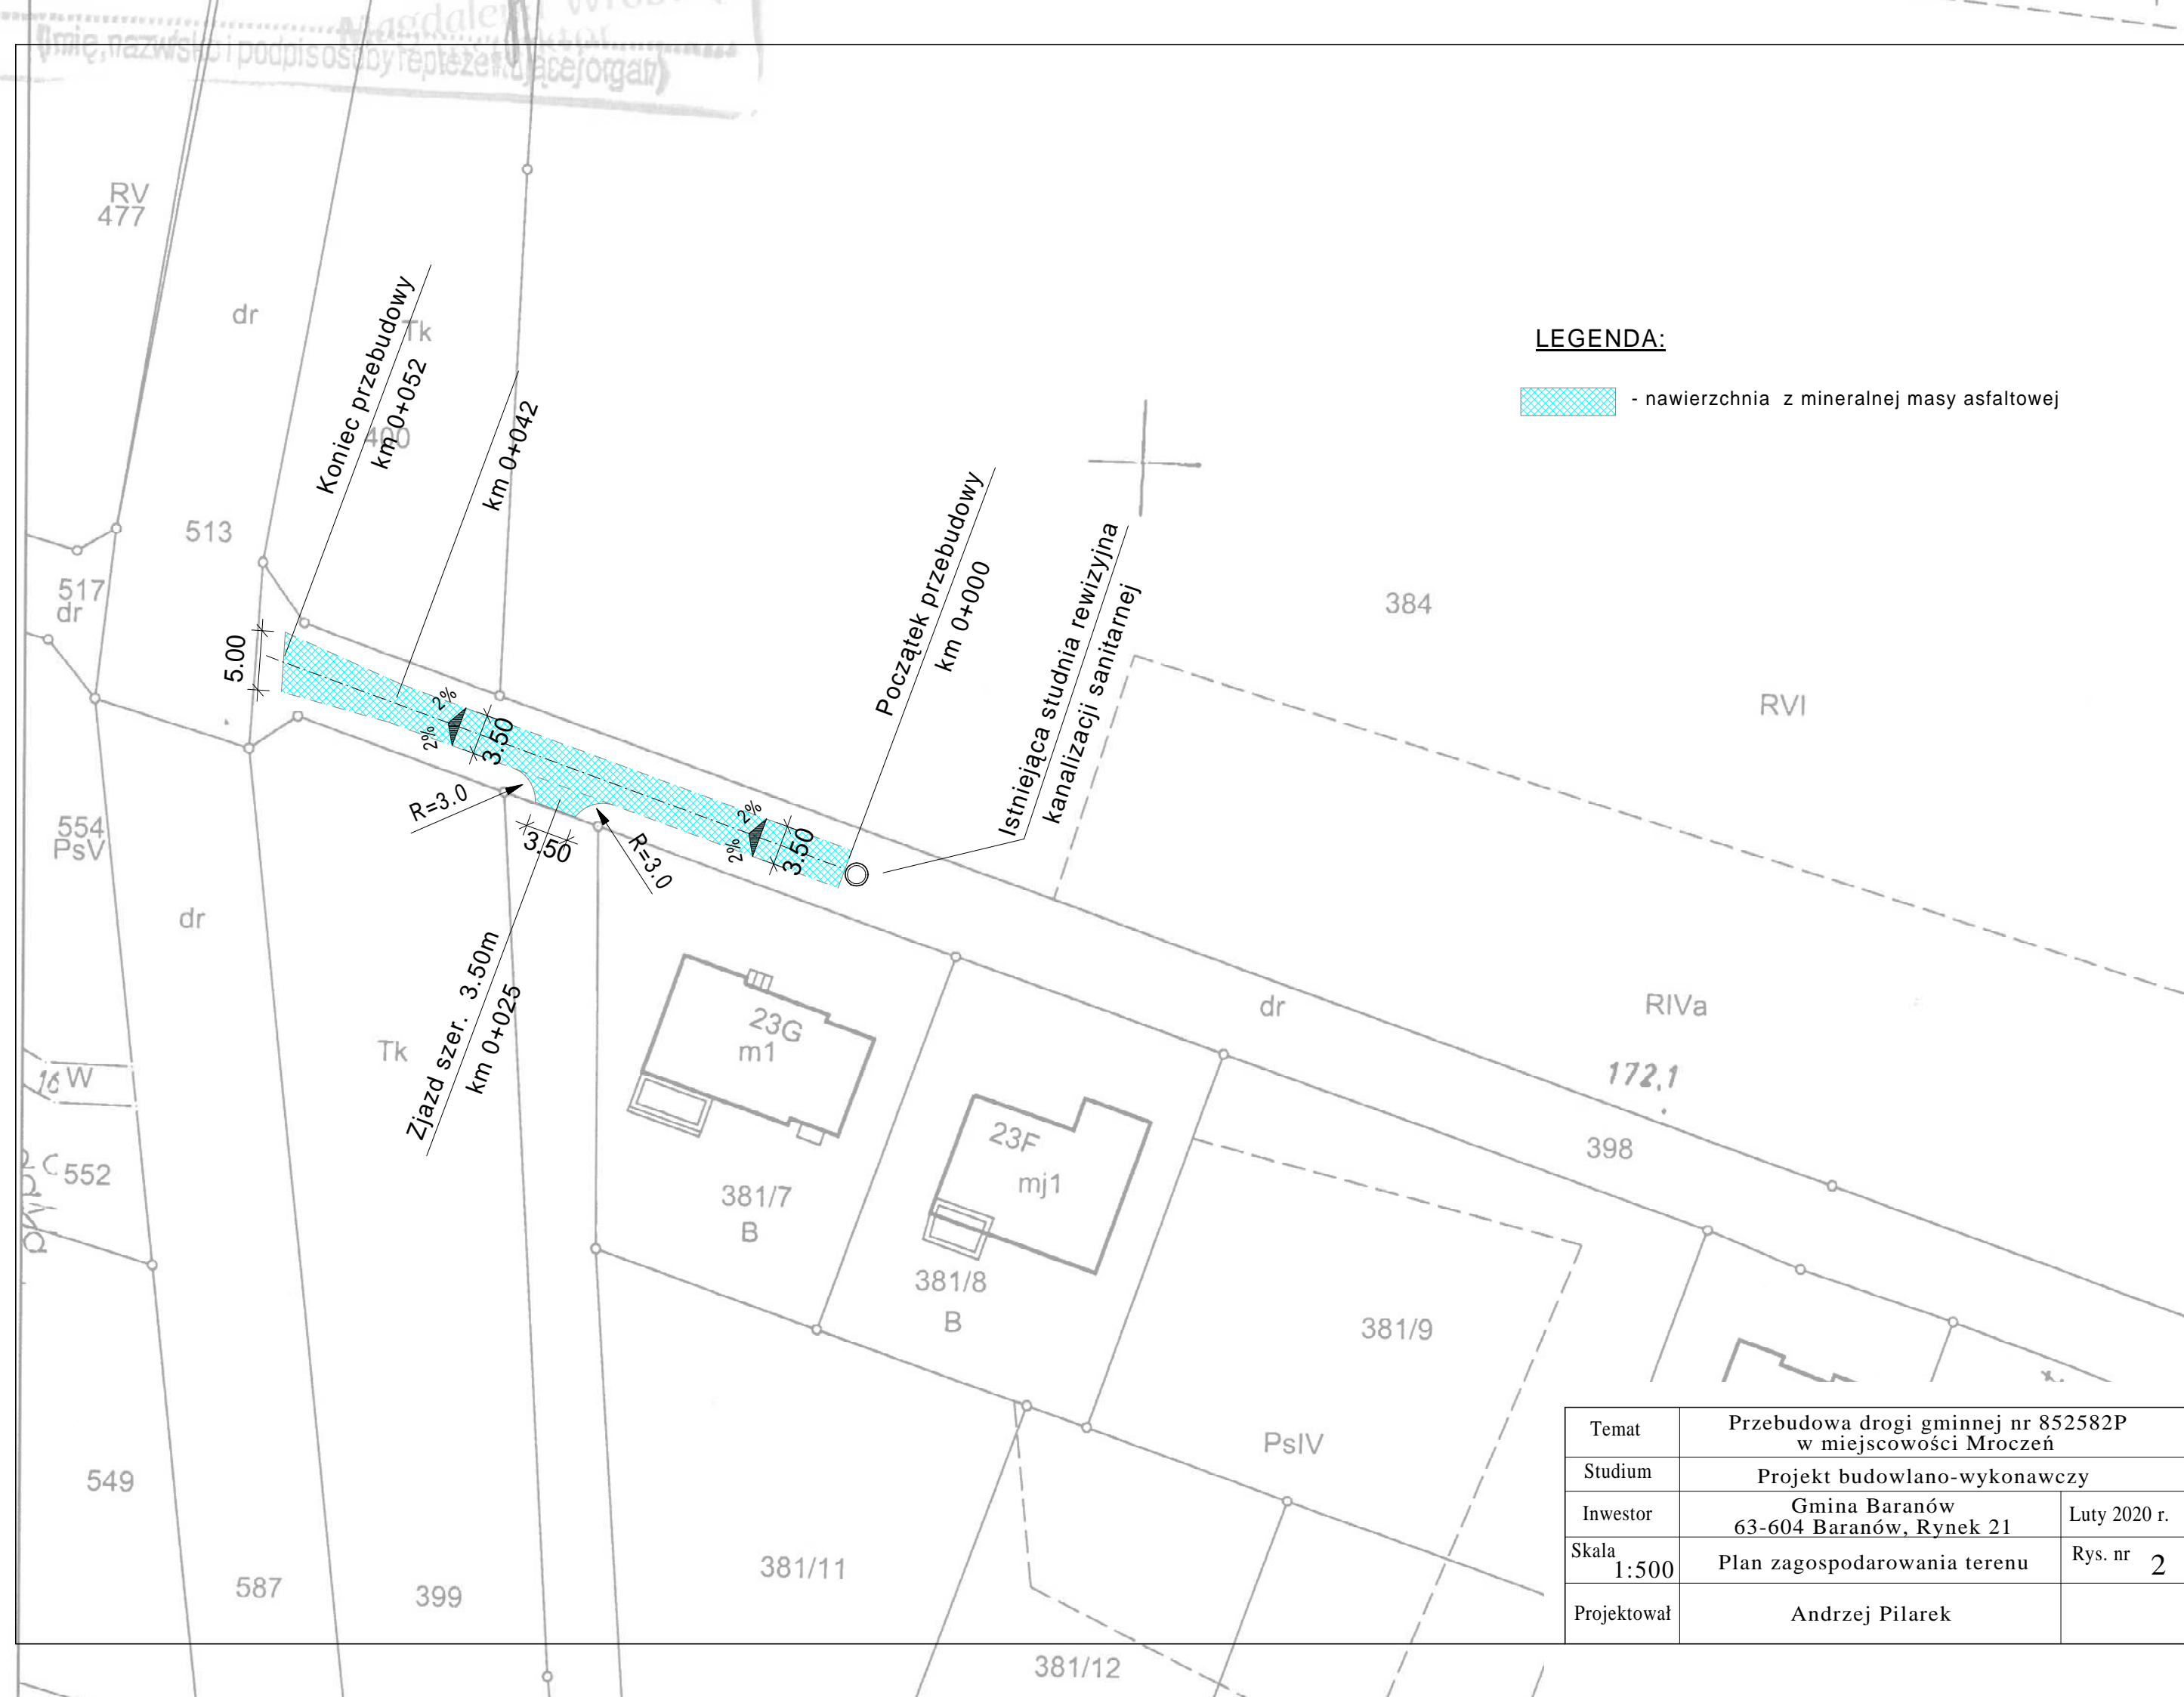 (imię, nazwisko i podpis osoby reprezentującej organ)
RV
477
dr
Tk
400
513
517
dr
Koniec przebudowy
km 0+052
km 0+042
Początek przebudowy
km 0+000
Istniejąca studnia rewizyjna
kanalizacji sanitarnej
LEGENDA:
- nawierzchnia z mineralnej masy asfaltowej
384
RVI
5.00
2%
2%
3.50
R=3.0
3.50
R=3.0
2%
2%
3.50
554
PsV
dr
Zjazd szer. 3.50m
km 0+025
Tk
23G
m1
dr
RIVa
172,1
398
16 W
552
23F
mj1
381/7
B
381/8
B
381/9
PsIV
549
587
399
381/11
381/12
Temat
Przebudowa drogi gminnej nr 852582P
w miejscowości Mroczeń
Studium
Projekt budowlano-wykonawczy
Inwestor
Gmina Baranów
63-604 Baranów, Rynek 21
Luty 2020 r.
Skala
1:500
Plan zagospodarowania terenu
Rys. nr 2
Projektował
Andrzej Pilarek